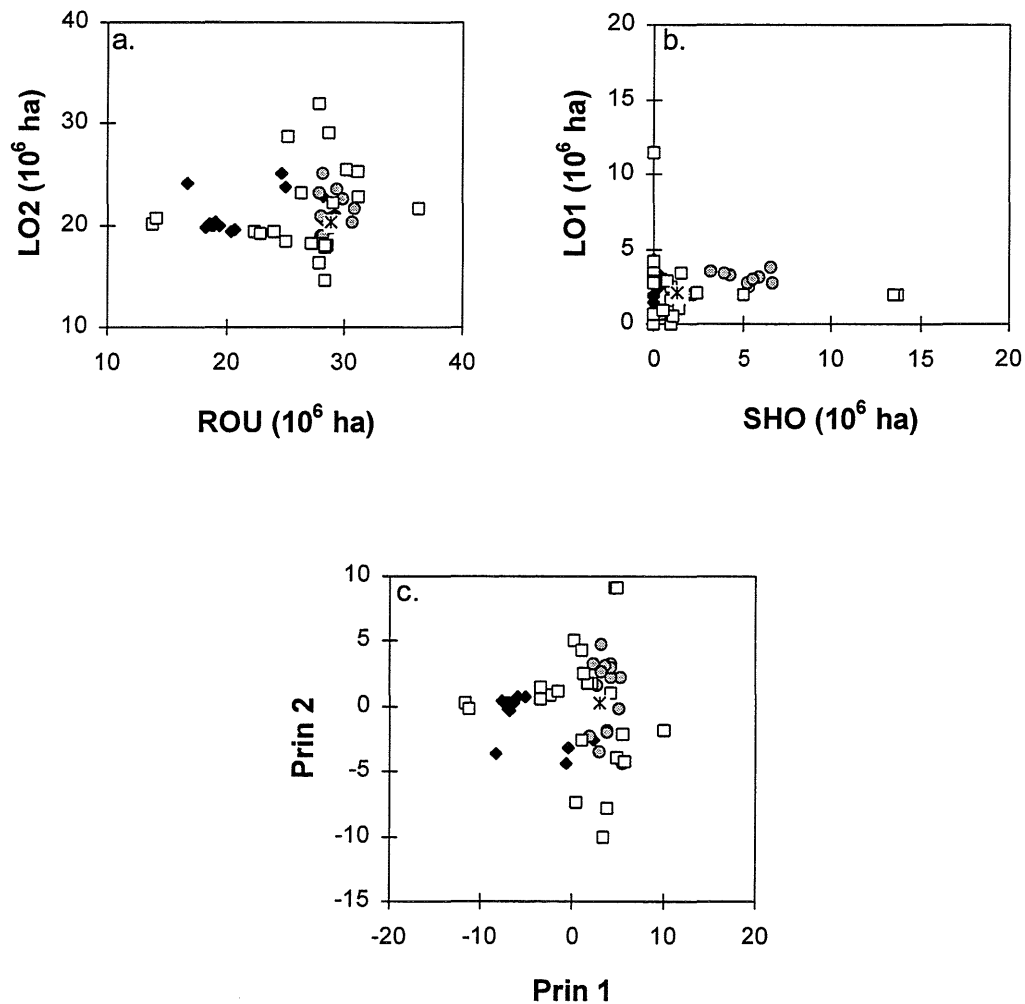 a.
40
30
20
10
LO2 (10⁶ ha)
10 20 30 40
ROU (10⁶ ha)
b.
20
15
10
5
0
LO1 (10⁶ ha)
0 5 10 15 20
SHO (10⁶ ha)
c.
10
5
0
-5
-10
-15
Prin 2
-20 -10 0 10 20
Prin 1